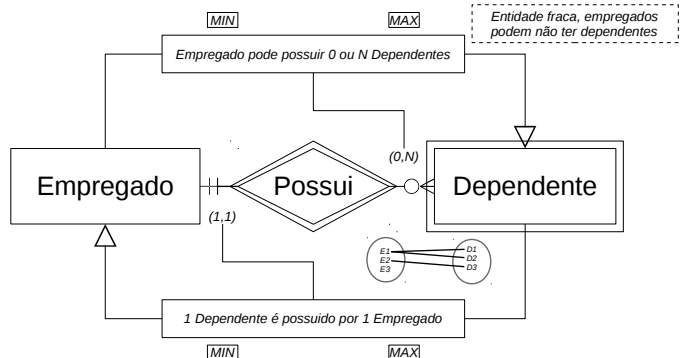 MIN
MAX
Entidade fraca, empregados
podem não ter dependentes
Empregado pode possuir 0 ou N Dependentes
(0,N)
Empregado
Possui
Dependente
(1,1)
E1
E2
E3
D1
D2
D3
1 Dependente é possuido por 1 Empregado
MIN
MAX